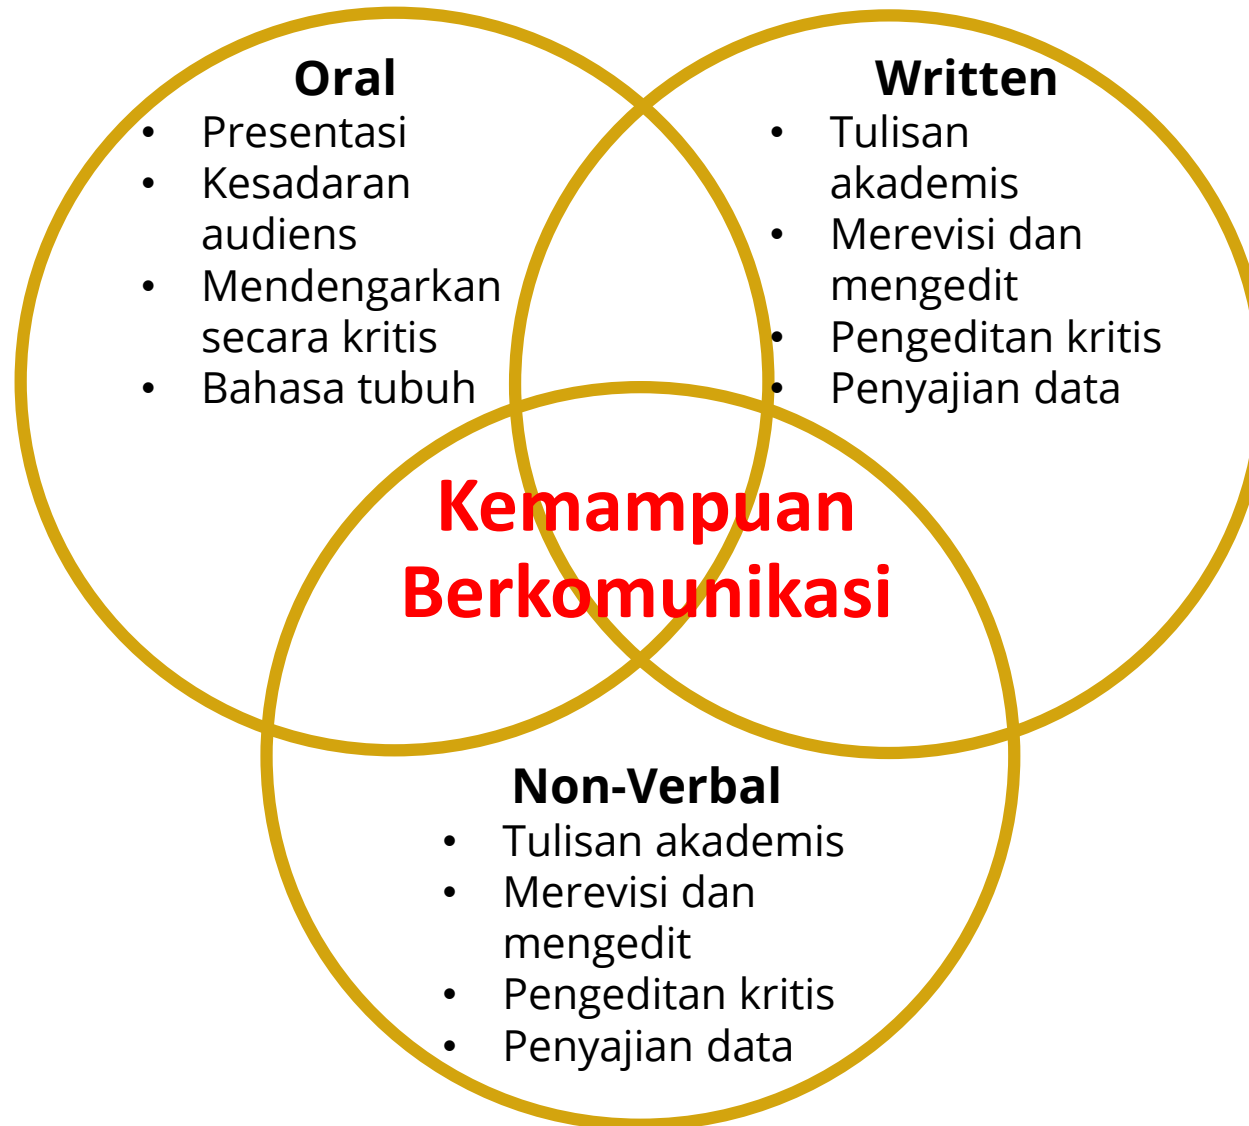 Oral
• Presentasi
• Kesadaran
audiens
• Mendengarkan
secara kritis
• Bahasa tubuh
Written
• Tulisan
akademis
• Merevisi dan
mengedit
• Pengeditan kritis
• Penyajian data
Kemampuan
Berkomunikasi
Non-Verbal
• Tulisan akademis
• Merevisi dan
mengedit
• Pengeditan kritis
• Penyajian data